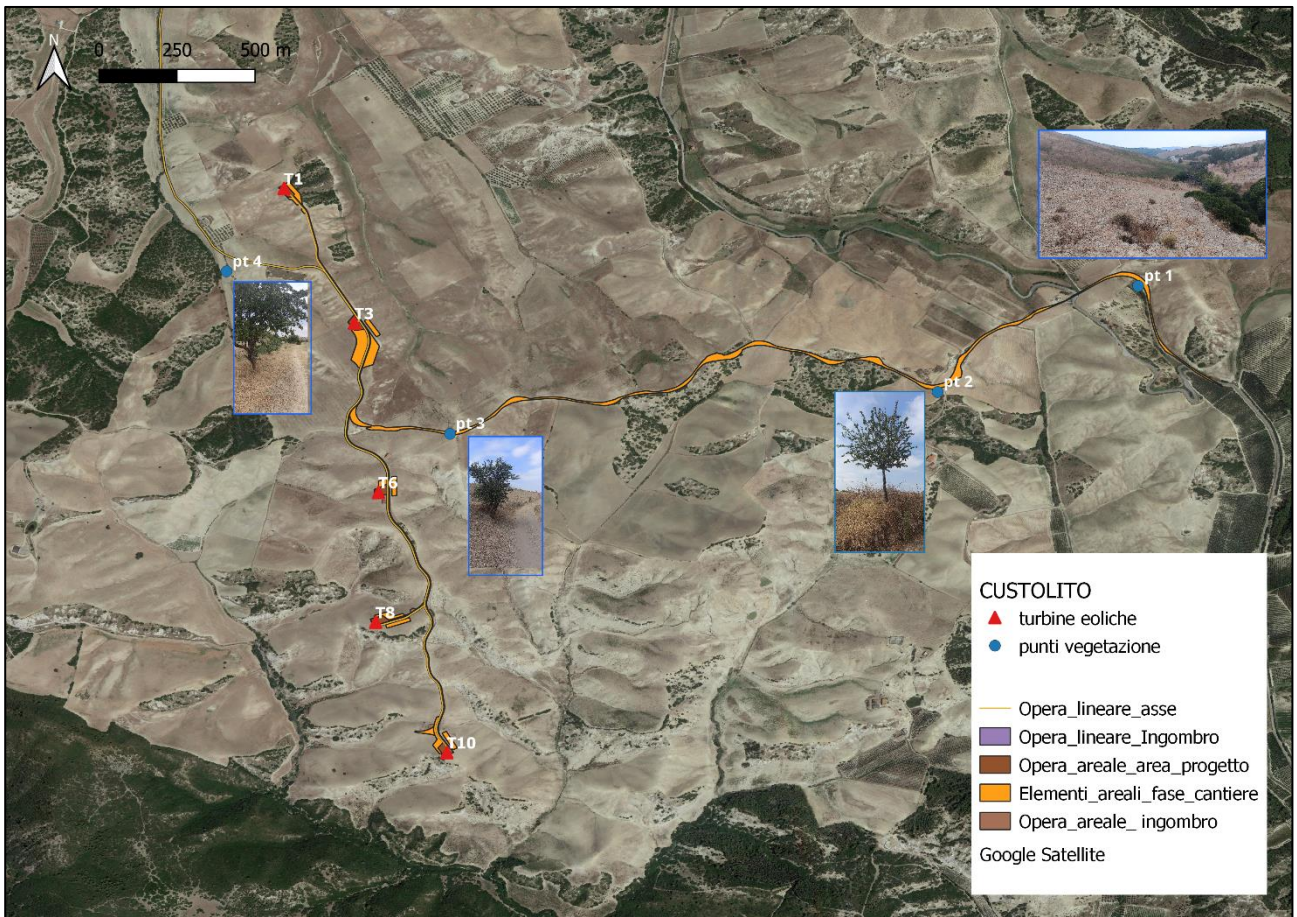 N
0 250 500 m
T1
pt 4
pt 1
T3
pt 2
pt 3
T6
T8
T10
CUSTOLITO
turbine eoliche
punti vegetazione
Opera_lineare_asse
Opera_lineare_Ingombro
Opera_areale_area_progetto
Elementi_areali_fase_cantiere
Opera_areale_ ingombro
Google Satellite